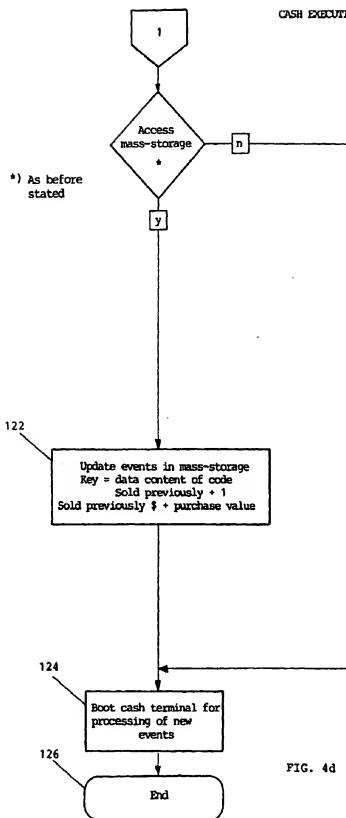 1
CASH EXECUTI
Access
mass-storage
*
n
*) As before
stated
y
122
Update events in mass-storage
Key = data content of code
Sold previously + 1
Sold previously $ + purchase value
124
Boot cash terminal for
processing of new
events
126
End
FIG. 4d